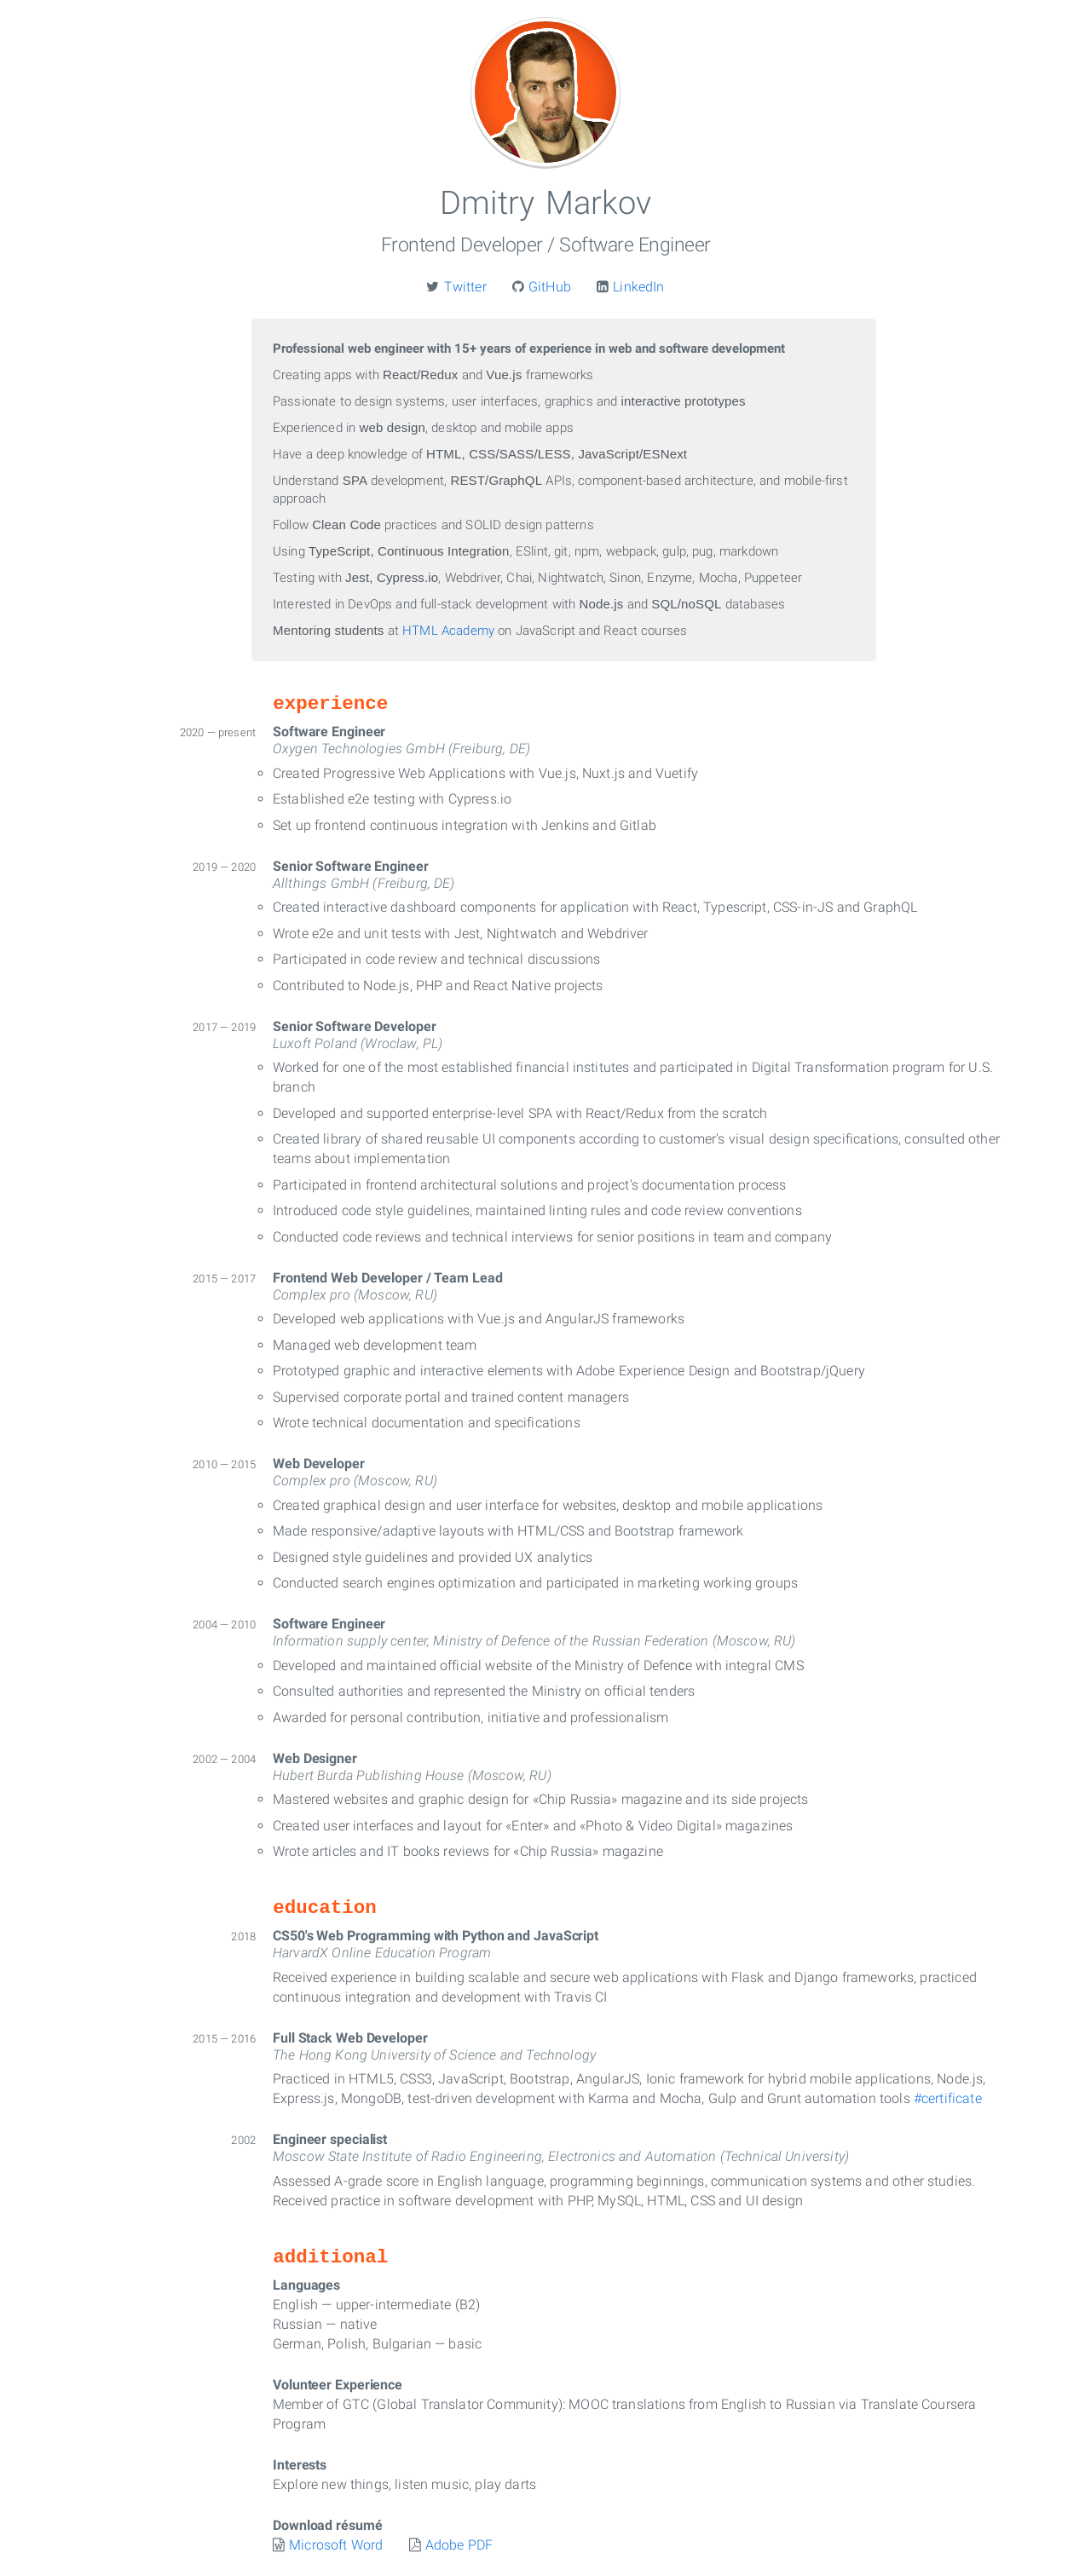 Dmitry Markov
Frontend Developer / Software Engineer
Twitter GitHub LinkedIn
Professional web engineer with 15+ years of experience in web and software development
Creating apps with React/Redux and Vue.js frameworks
Passionate to design systems, user interfaces, graphics and interactive prototypes
Experienced in web design, desktop and mobile apps
Have a deep knowledge of HTML, CSS/SASS/LESS, JavaScript/ESNext
Understand SPA development, REST/GraphQL APIs, component-based architecture, and mobile-first
approach
Follow Clean Code practices and SOLID design patterns
Using TypeScript, Continuous Integration, ESlint, git, npm, webpack, gulp, pug, markdown
Testing with Jest, Cypress.io, Webdriver, Chai, Nightwatch, Sinon, Enzyme, Mocha, Puppeteer
Interested in DevOps and full-stack development with Node.js and SQL/noSQL databases
Mentoring students at HTML Academy on JavaScript and React courses
experience
2020 — present Software Engineer
Oxygen Technologies GmbH (Freiburg, DE)
Created Progressive Web Applications with Vue.js, Nuxt.js and Vuetify
Established e2e testing with Cypress.io
Set up frontend continuous integration with Jenkins and Gitlab
2019 — 2020 Senior Software Engineer
Allthings GmbH (Freiburg, DE)
Created interactive dashboard components for application with React, Typescript, CSS-in-JS and GraphQL
Wrote e2e and unit tests with Jest, Nightwatch and Webdriver
Participated in code review and technical discussions
Contributed to Node.js, PHP and React Native projects
2017 — 2019 Senior Software Developer
Luxoft Poland (Wroclaw, PL)
Worked for one of the most established financial institutes and participated in Digital Transformation program for U.S.
branch
Developed and supported enterprise-level SPA with React/Redux from the scratch
Created library of shared reusable UI components according to customer's visual design specifications, consulted other
teams about implementation
Participated in frontend architectural solutions and project's documentation process
Introduced code style guidelines, maintained linting rules and code review conventions
Conducted code reviews and technical interviews for senior positions in team and company
2015 — 2017 Frontend Web Developer / Team Lead
Complex pro (Moscow, RU)
Developed web applications with Vue.js and AngularJS frameworks
Managed web development team
Prototyped graphic and interactive elements with Adobe Experience Design and Bootstrap/jQuery
Supervised corporate portal and trained content managers
Wrote technical documentation and specifications
2010 — 2015 Web Developer
Complex pro (Moscow, RU)
Created graphical design and user interface for websites, desktop and mobile applications
Made responsive/adaptive layouts with HTML/CSS and Bootstrap framework
Designed style guidelines and provided UX analytics
Conducted search engines optimization and participated in marketing working groups
2004 — 2010 Software Engineer
Information supply center, Ministry of Defence of the Russian Federation (Moscow, RU)
Developed and maintained official website of the Ministry of Defence with integral CMS
Consulted authorities and represented the Ministry on official tenders
Awarded for personal contribution, initiative and professionalism
2002 — 2004 Web Designer
Hubert Burda Publishing House (Moscow, RU)
Mastered websites and graphic design for «Chip Russia» magazine and its side projects
Created user interfaces and layout for «Enter» and «Photo & Video Digital» magazines
Wrote articles and IT books reviews for «Chip Russia» magazine
education
2018 CS50's Web Programming with Python and JavaScript
HarvardX Online Education Program
Received experience in building scalable and secure web applications with Flask and Django frameworks, practiced
continuous integration and development with Travis CI
2015 — 2016 Full Stack Web Developer
The Hong Kong University of Science and Technology
Practiced in HTML5, CSS3, JavaScript, Bootstrap, AngularJS, Ionic framework for hybrid mobile applications, Node.js,
Express.js, MongoDB, test-driven development with Karma and Mocha, Gulp and Grunt automation tools #certificate
2002 Engineer specialist
Moscow State Institute of Radio Engineering, Electronics and Automation (Technical University)
Assessed A-grade score in English language, programming beginnings, communication systems and other studies.
Received practice in software development with PHP, MySQL, HTML, CSS and UI design
additional
Languages
English — upper-intermediate (B2)
Russian — native
German, Polish, Bulgarian — basic
Volunteer Experience
Member of GTC (Global Translator Community): MOOC translations from English to Russian via Translate Coursera
Program
Interests
Explore new things, listen music, play darts
Download résumé
Microsoft Word Adobe PDF